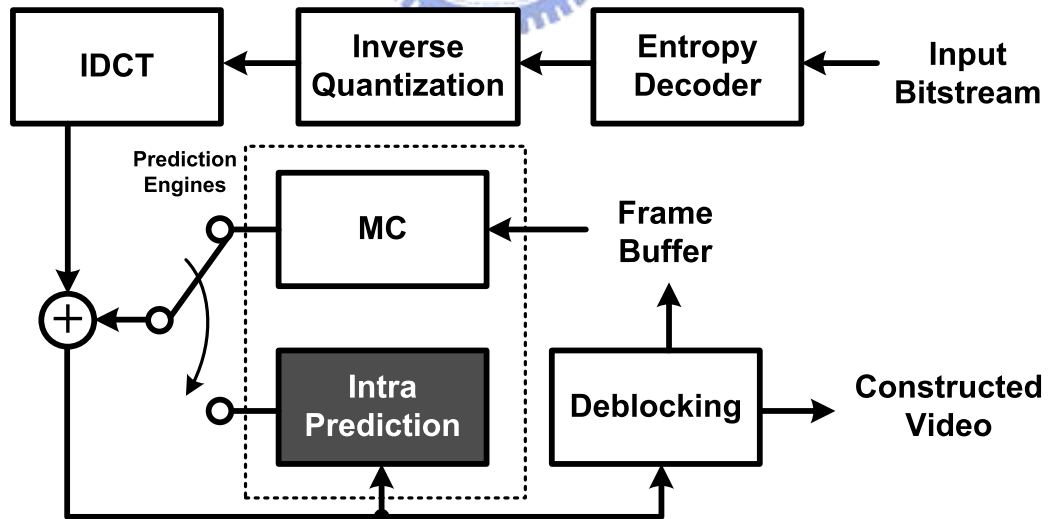 IDCT
Inverse
Quantization
Entropy
Decoder
Input
Bitstream
Prediction
Engines
MC
Frame
Buffer
+
Intra
Prediction
Deblocking
Constructed
Video